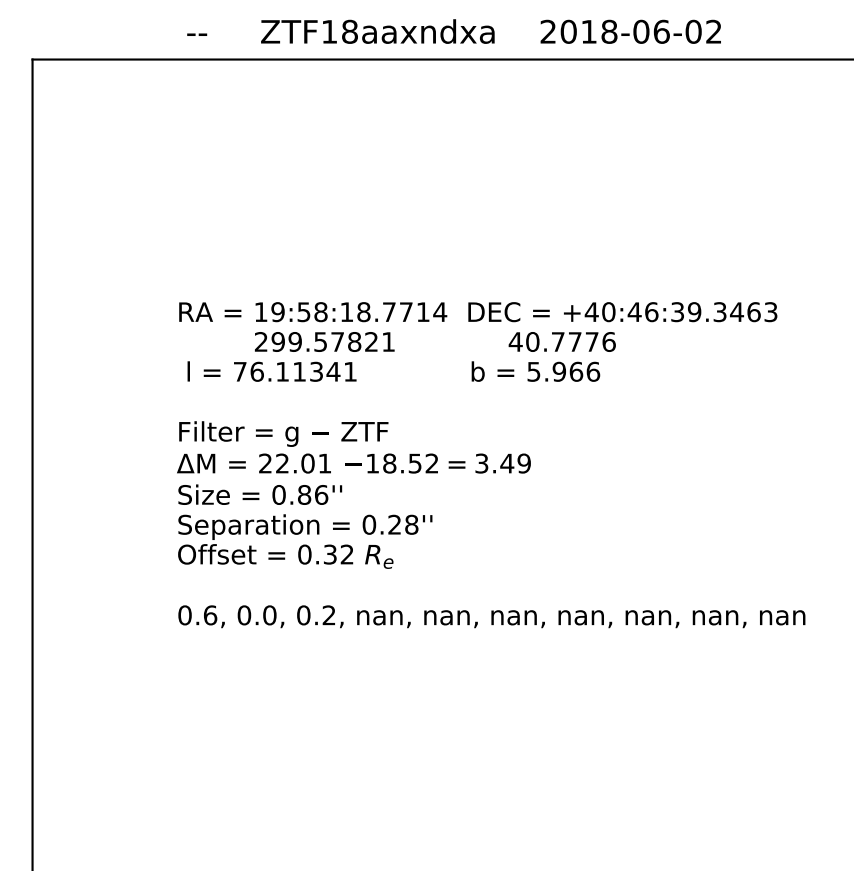 -- ZTF18aaxndxa 2018-06-02
RA = 19:58:18.7714 DEC = +40:46:39.3463
299.57821 40.7776
l = 76.11341 b = 5.966
Filter = g − ZTF
ΔM = 22.01 −18.52 = 3.49
Size = 0.86''
Separation = 0.28''
Offset = 0.32 Re
0.6, 0.0, 0.2, nan, nan, nan, nan, nan, nan, nan